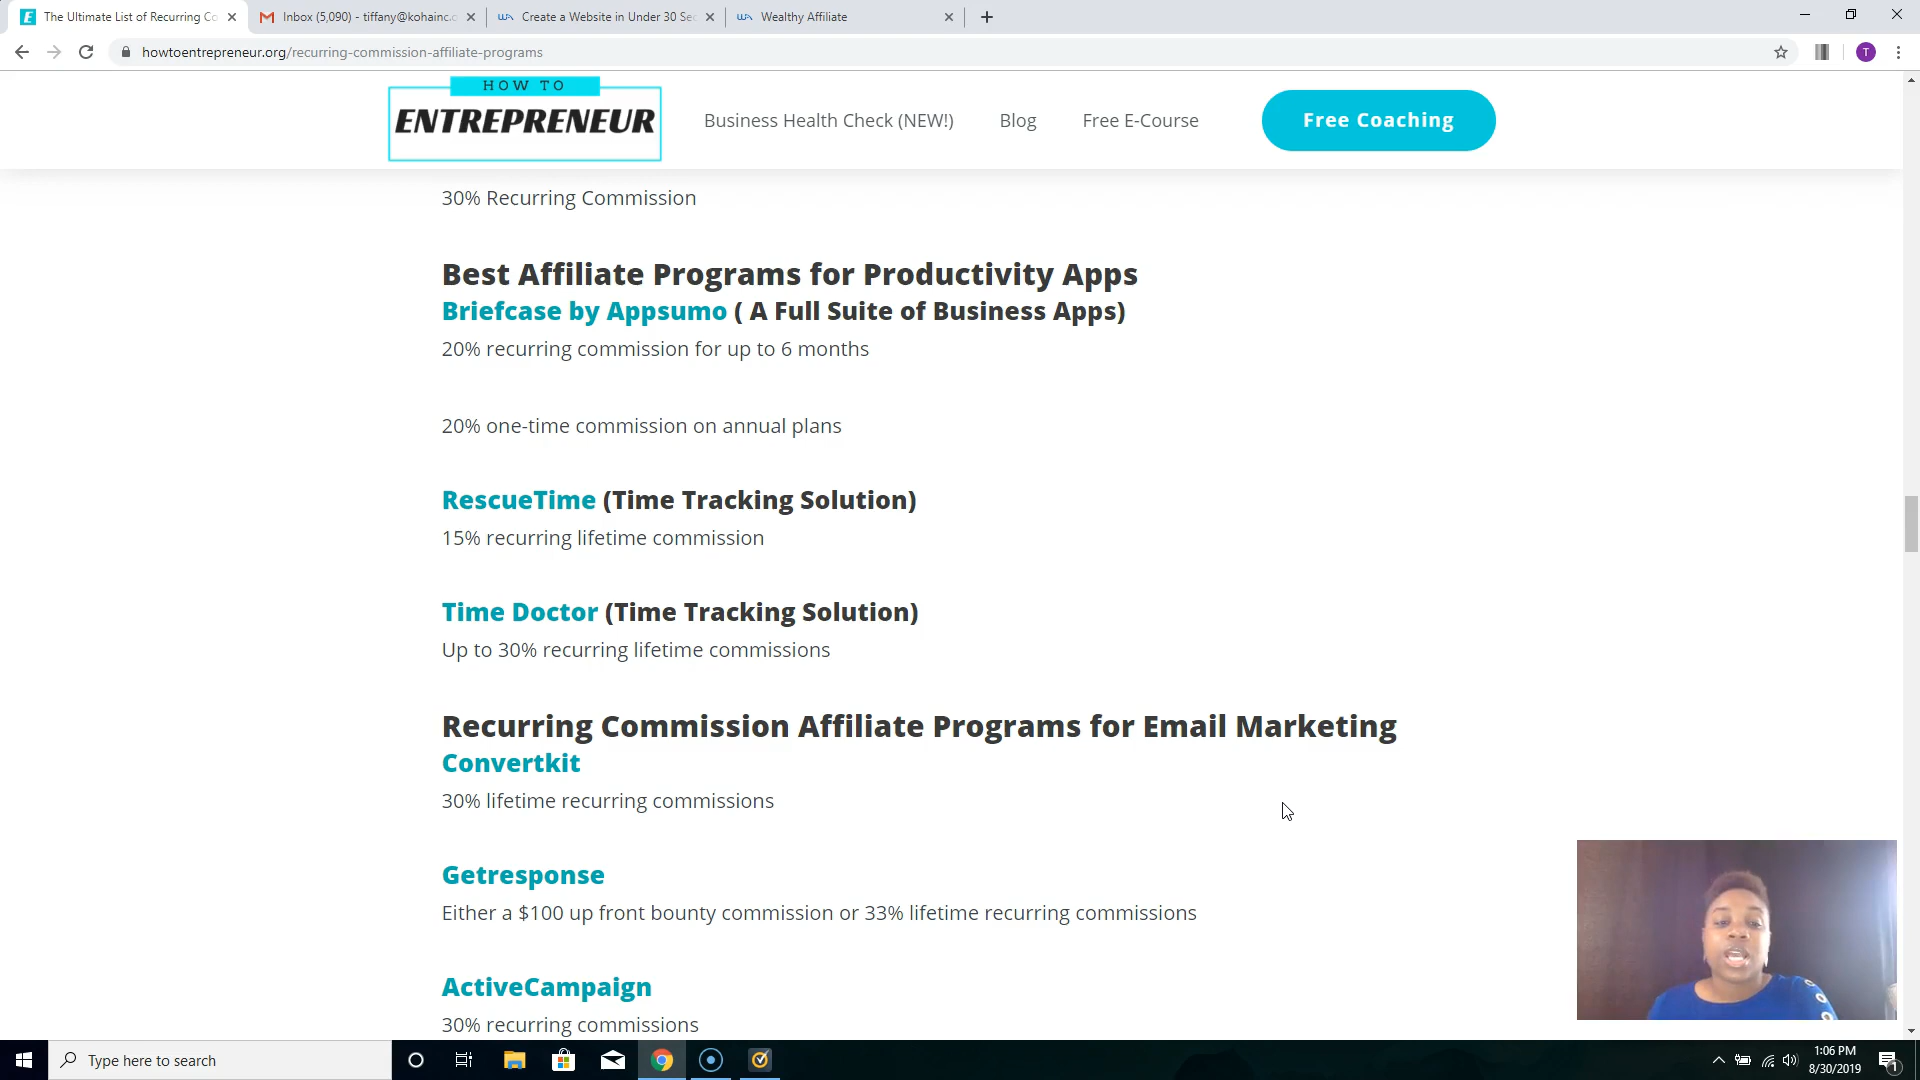 The Ultimate List of Recurring Co
Inbox (5,090) - tiffany@kohainc.c
Create a Website in Under 30 Sec
Wealthy Affiliate
howtoentrepreneur.org/recurring-commission-affiliate-programs
T
HOW TO
ENTREPRENEUR
Business Health Check (NEW!)
Blog
Free E-Course
Free Coaching
30% Recurring Commission
Best Affiliate Programs for Productivity Apps
Briefcase by Appsumo ( A Full Suite of Business Apps)
20% recurring commission for up to 6 months
20% one-time commission on annual plans
RescueTime (Time Tracking Solution)
15% recurring lifetime commission
Time Doctor (Time Tracking Solution)
Up to 30% recurring lifetime commissions
Recurring Commission Affiliate Programs for Email Marketing
Convertkit
30% lifetime recurring commissions
Getresponse
Either a $100 up front bounty commission or 33% lifetime recurring commissions
ActiveCampaign
30% recurring commissions
Type here to search
1:06 PM
8/30/2019
1